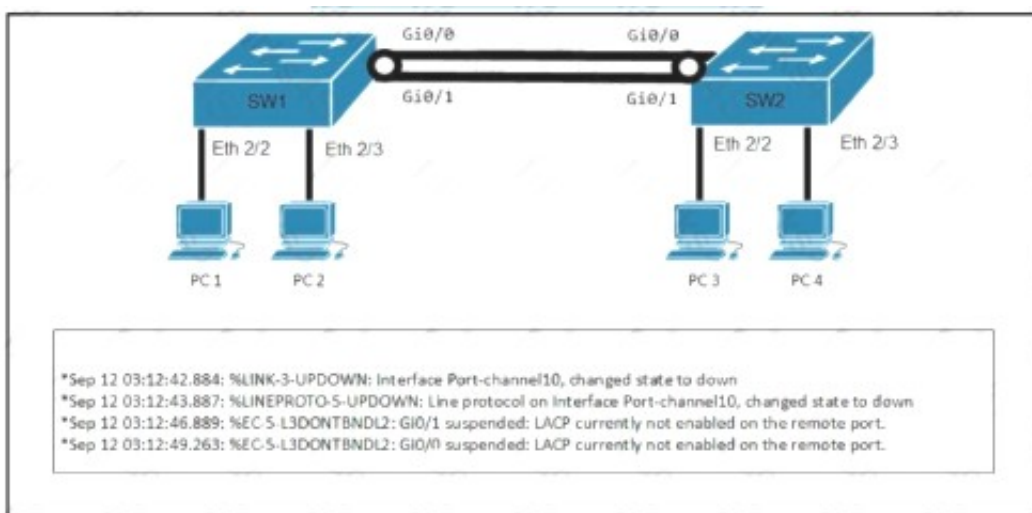 Gi0/0 Gi0/0
SW1 SW2
Gi0/1 Gi0/1
Eth 2/2 Eth 2/3 Eth 2/2 Eth 2/3
PC 1 PC 2 PC 3 PC 4
*Sep 12 03:12:42.884: %LINK-3-UPDOWN: Interface Port-channel10, changed state to down
*Sep 12 03:12:43.887: %LINEPROTO-5-UPDOWN: Line protocol on Interface Port-channel10, changed state to down
*Sep 12 03:12:46.889: %EC-5-L3DONTBNDL2: Gi0/1 suspended: LACP currently not enabled on the remote port.
*Sep 12 03:12:49.263: %EC-5-L3DONTBNDL2: Gi0/0 suspended: LACP currently not enabled on the remote port.